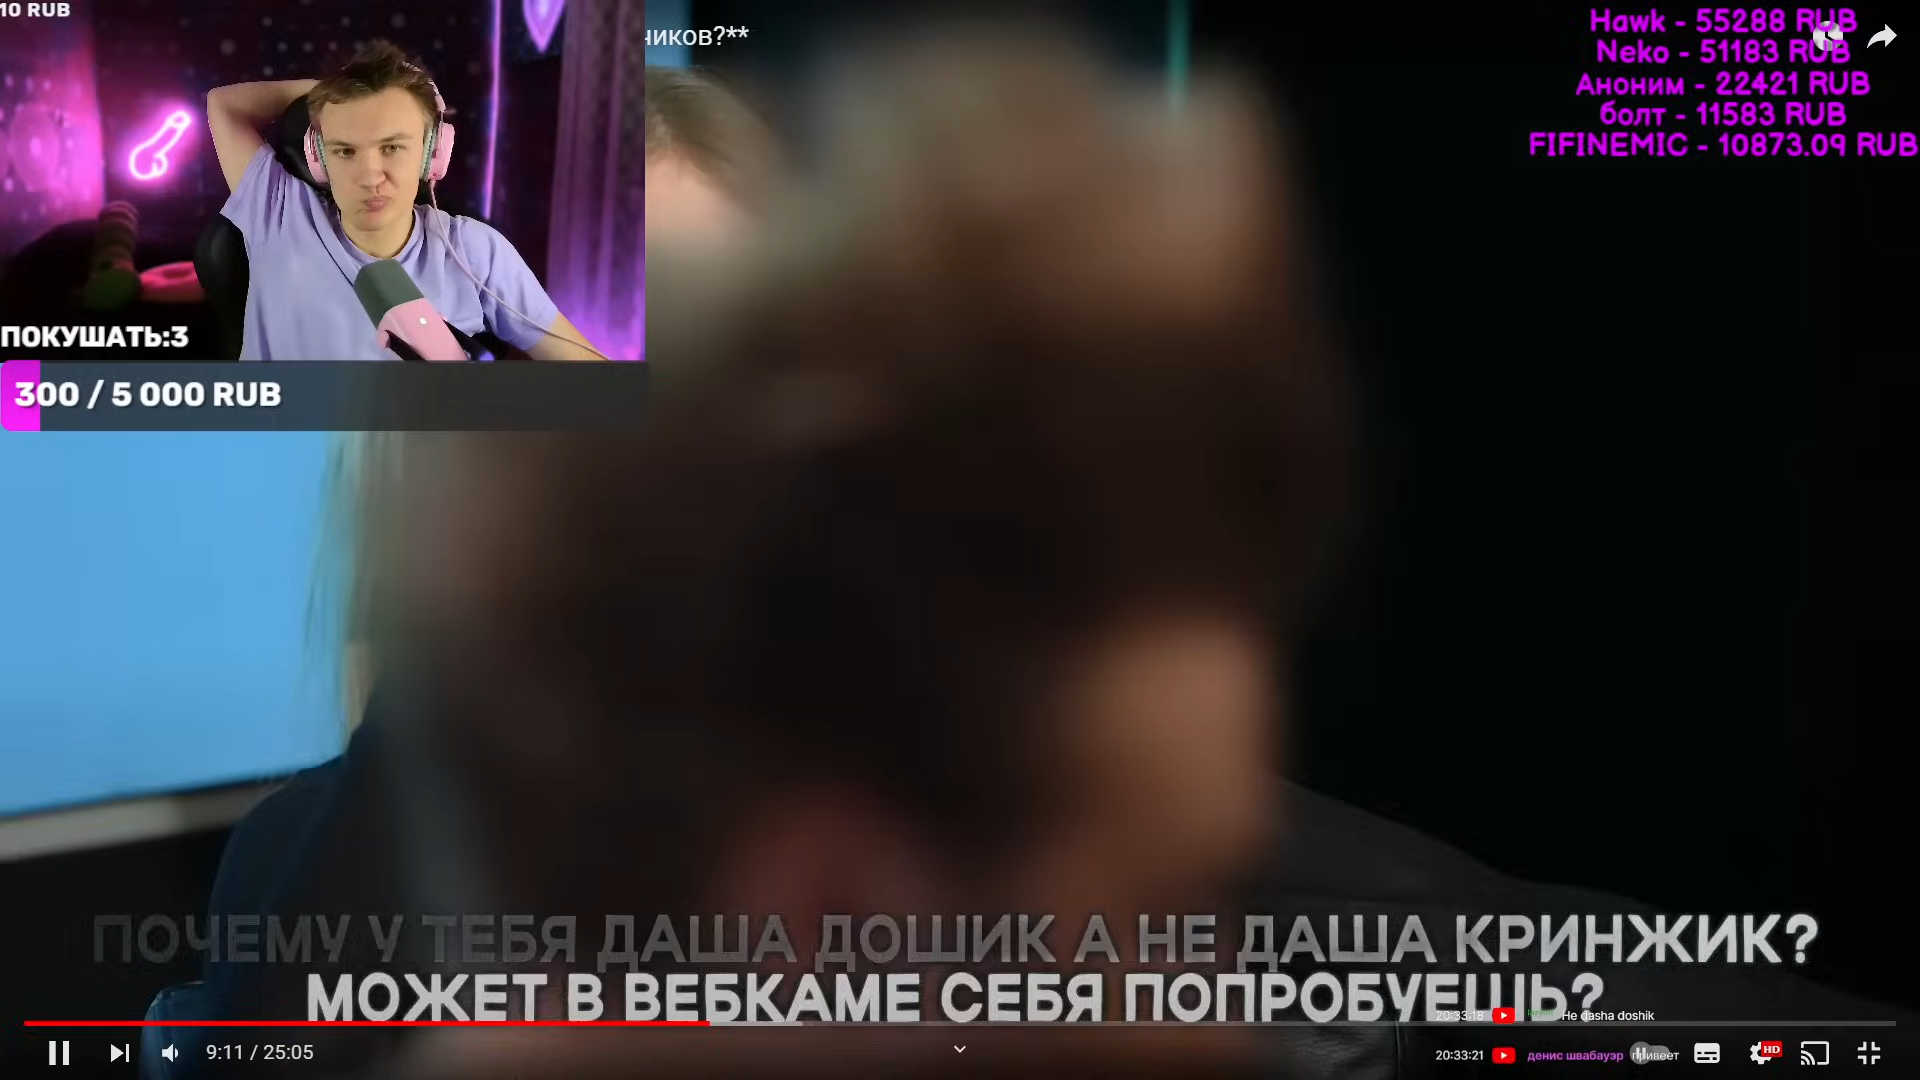 10 RUB
ников?**
Hawk - 55288 RUB
Neko - 51183 RUB
Аноним - 22421 RUB
болт - 11583 RUB
FIFINEMIC - 10873.09 RUB
ПОКУШАТЬ:3
300 / 5 000 RUB
ПОЧЕМУ У ТЕБЯ ДАША ДОШИК А НЕ ДАША КРИНЖИК?
МОЖЕТ В ВЕБКАМЕ СЕБЯ ПОПРОБУЕШЬ?
20:33:18 Не dasha doshik
9:11 / 25:05
20:33:21 денис швабауэр привеет
HD